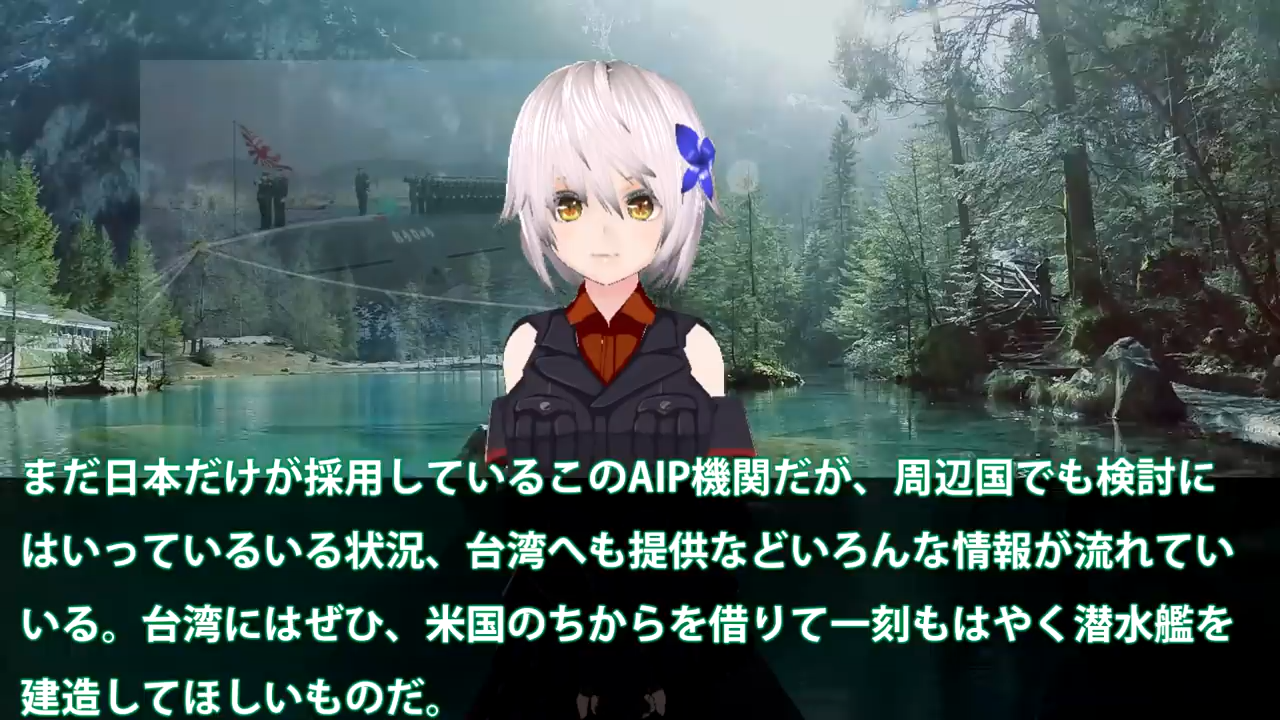 まだ日本だけが採用しているこのAIP機関だが、周辺国でも検討に
はいっているいる状況、台湾へも提供などいろんな情報が流れてい
いる。台湾にはぜひ、米国のちからを借りて一刻もはやく潜水艦を
建造してほしいものだ。